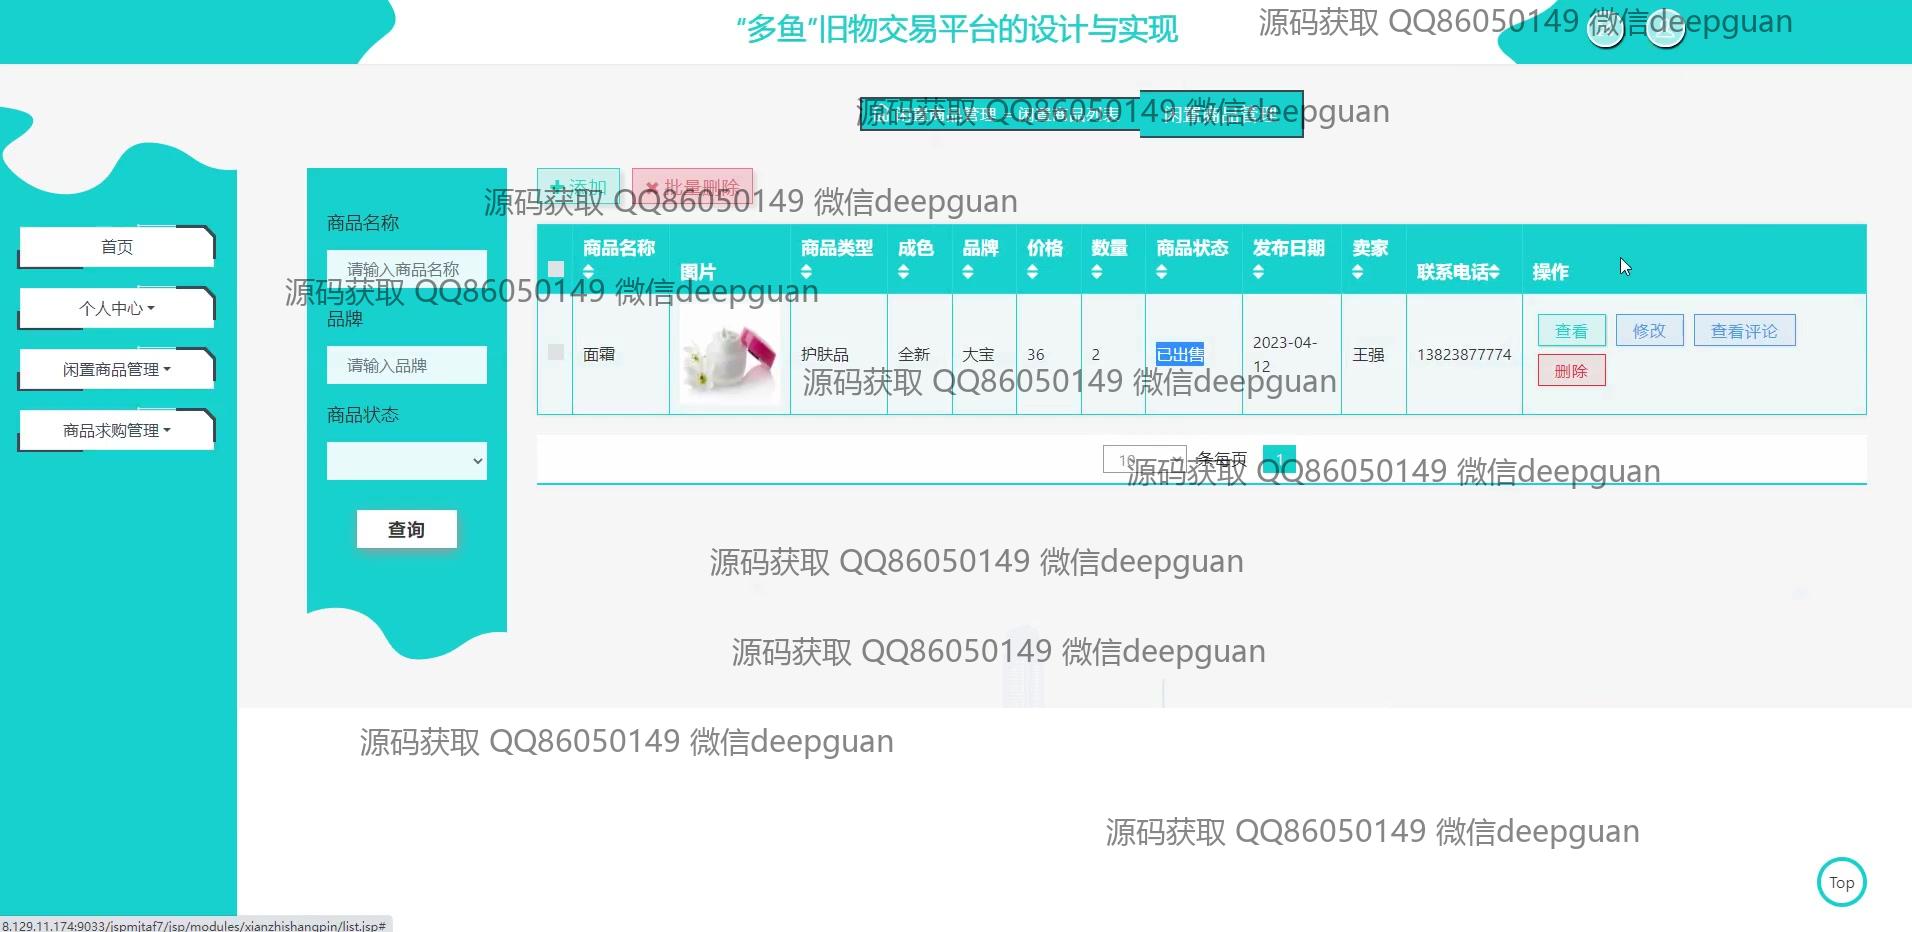 “多鱼”旧物交易平台的设计与实现
源码获取 QQ86050149 微信deepguan
闲置商品管理 - 闲置商品列表
闲置商品管理
源码获取 QQ86050149 微信deepguan
添加
批量删除
源码获取 QQ86050149 微信deepguan
首页
个人中心
闲置商品管理
商品求购管理
商品名称
请输入商品名称
源码获取 QQ86050149 微信deepguan
品牌
请输入品牌
商品状态
查询
商品名称 图片 商品类型 成色 品牌 价格 数量 商品状态 发布日期 卖家 联系电话 操作
面霜 护肤品 全新 大宝 36 2 已出售 2023-04-12 王强 13823877774 查看 修改 查看评论
删除
源码获取 QQ86050149 微信deepguan
10 条每页 1
源码获取 QQ86050149 微信deepguan
源码获取 QQ86050149 微信deepguan
源码获取 QQ86050149 微信deepguan
源码获取 QQ86050149 微信deepguan
源码获取 QQ86050149 微信deepguan
Top
8.129.11.174:9033/jspmjtaf7/jsp/modules/xianzhishangpin/list.jsp#